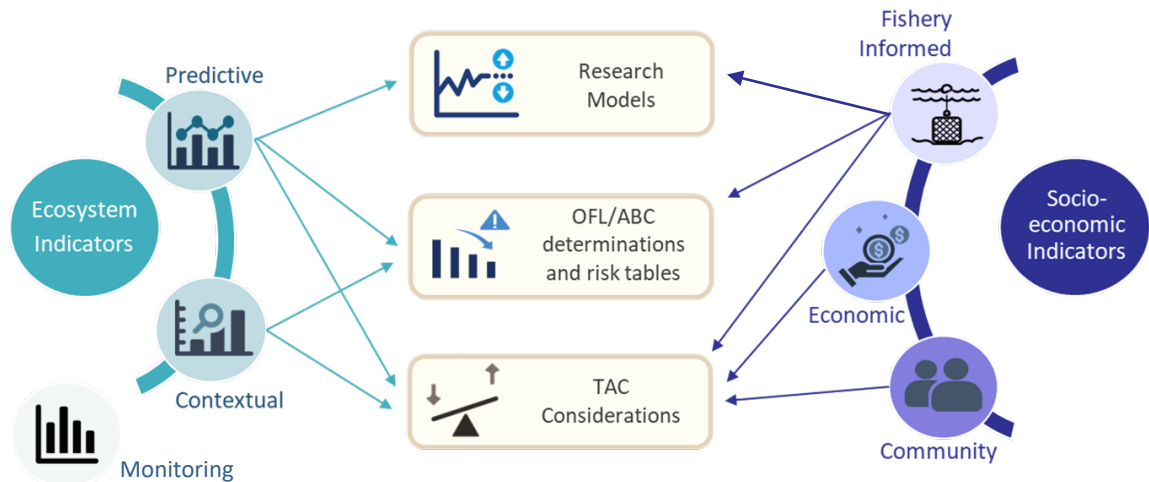 Ecosystem
Indicators
Predictive
Contextual
Monitoring
Research
Models
OFL/ABC
determinations
and risk tables
TAC
Considerations
Fishery
Informed
Economic
Community
Socio-
economic
Indicators